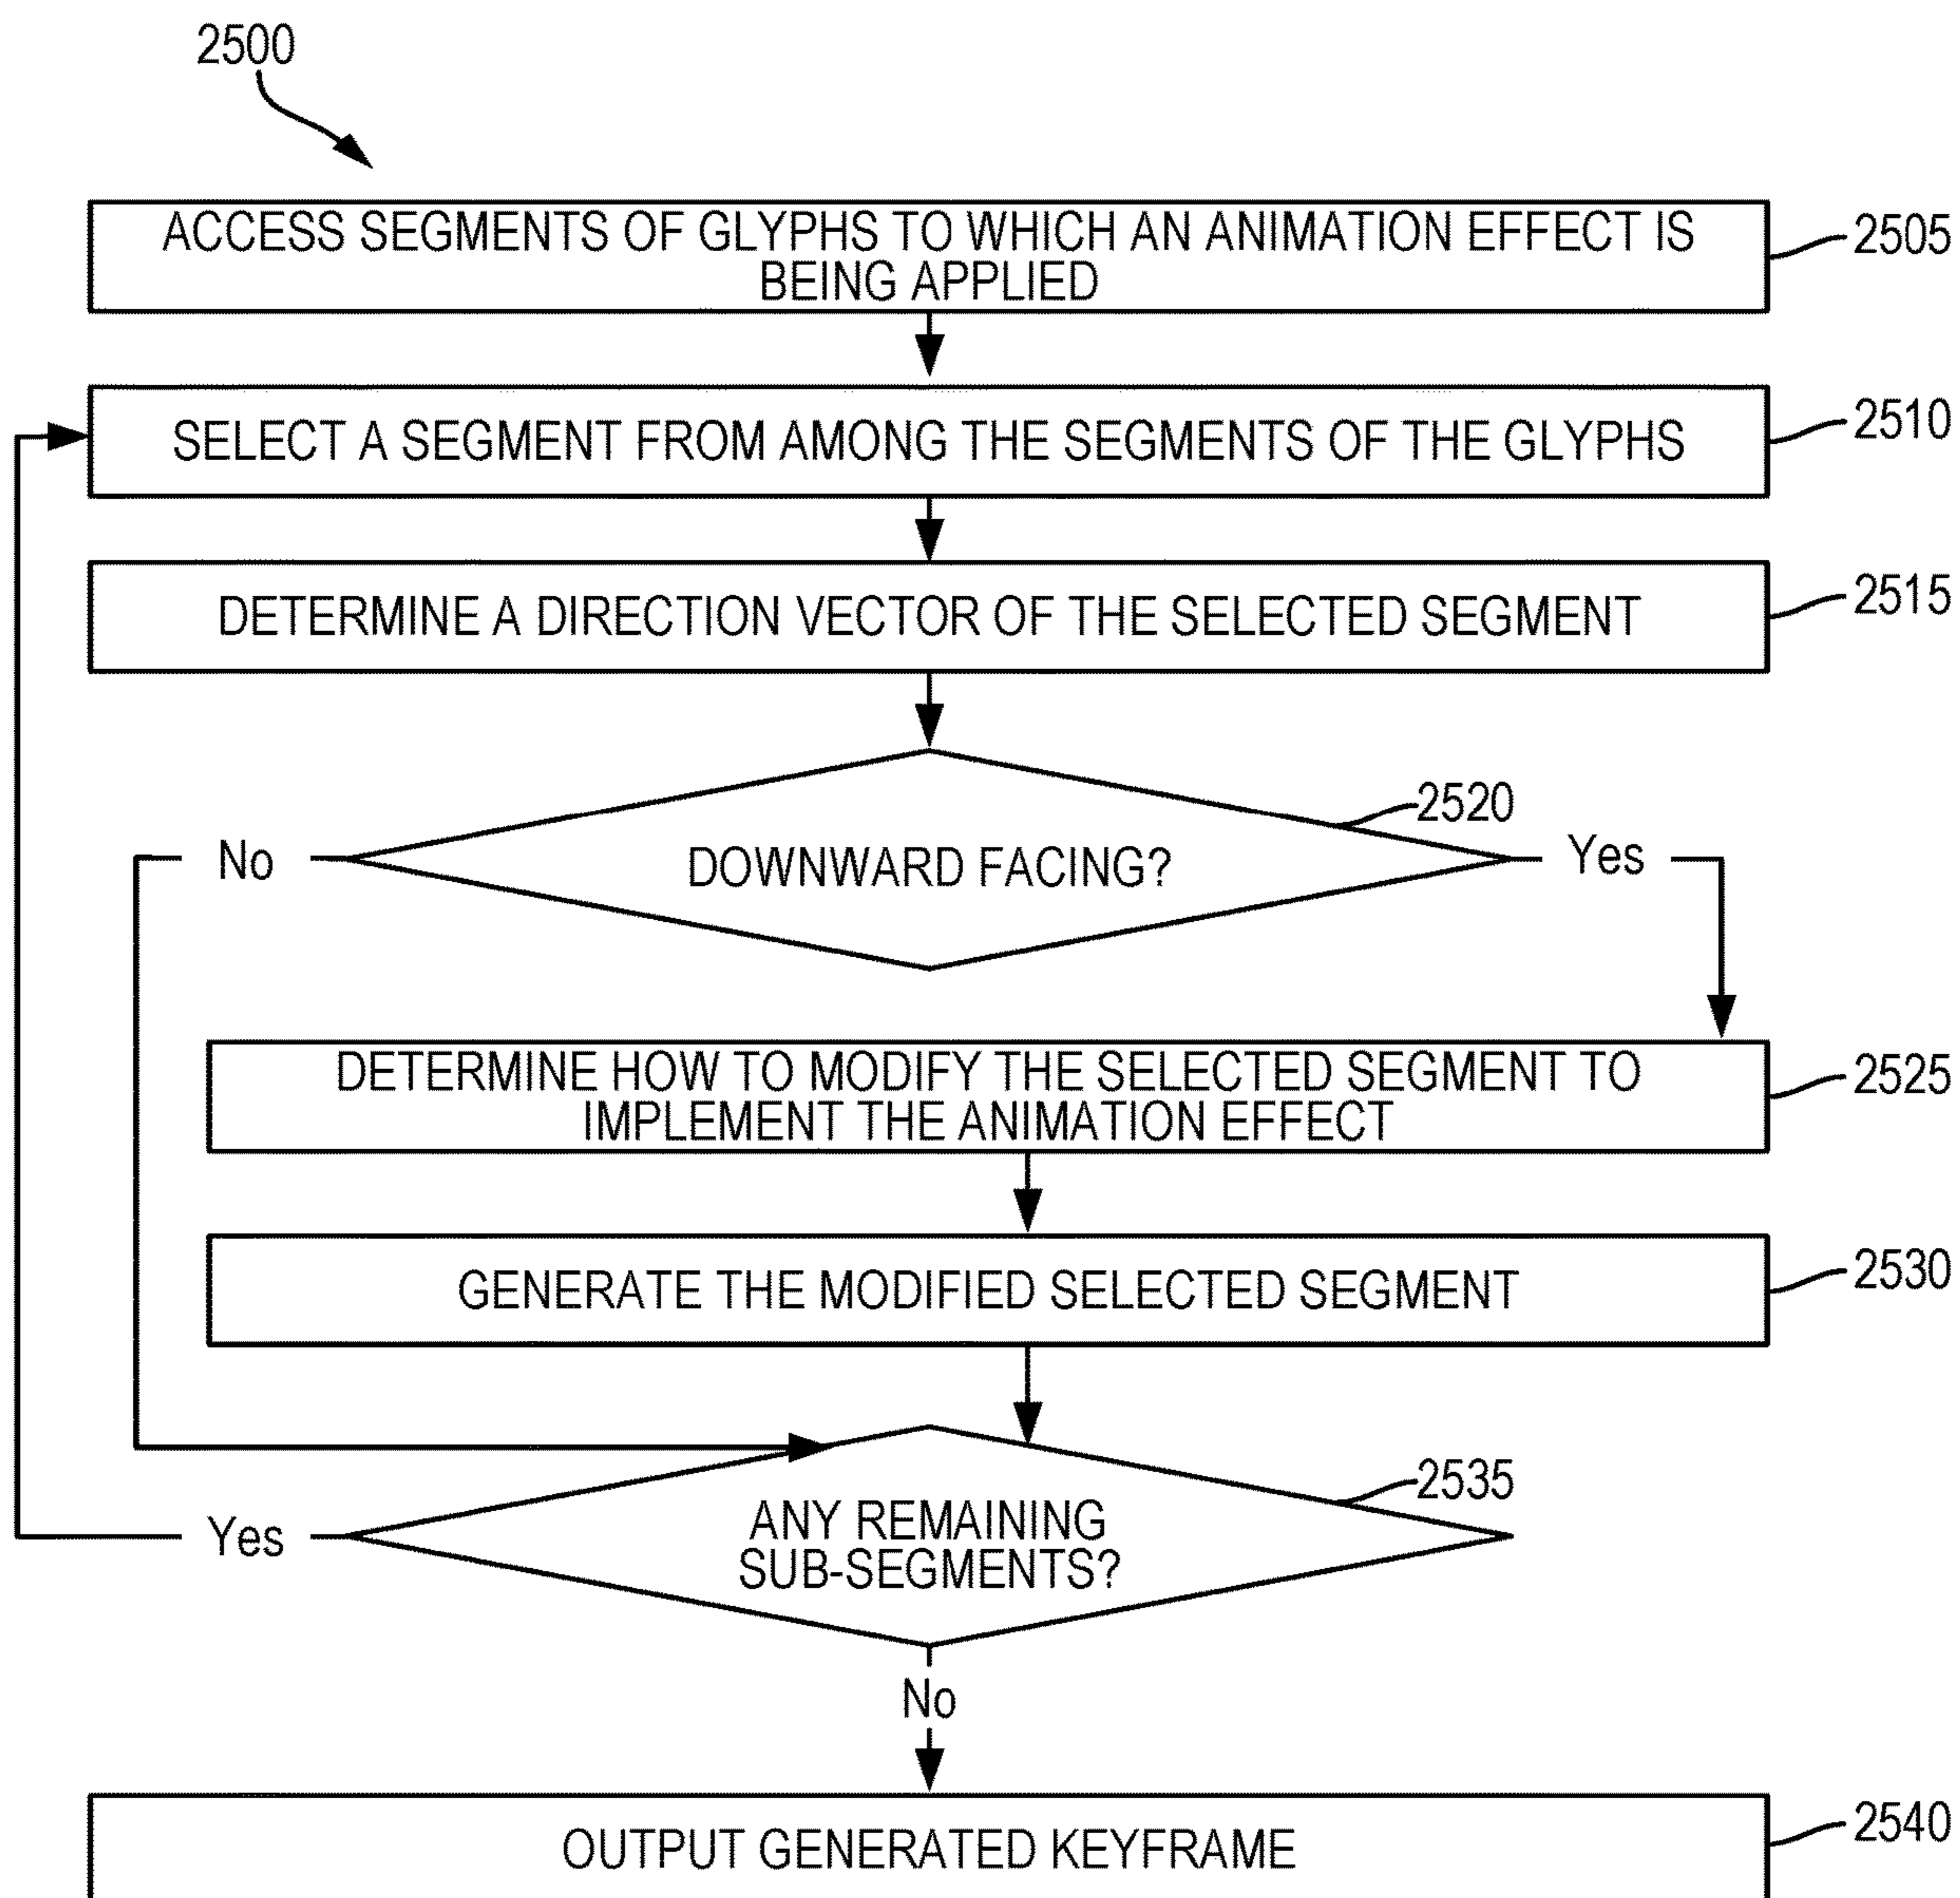 2500
ACCESS SEGMENTS OF GLYPHS TO WHICH AN ANIMATION EFFECT IS
BEING APPLIED
2505
SELECT A SEGMENT FROM AMONG THE SEGMENTS OF THE GLYPHS
2510
DETERMINE A DIRECTION VECTOR OF THE SELECTED SEGMENT
2515
2520
No
DOWNWARD FACING?
Yes
DETERMINE HOW TO MODIFY THE SELECTED SEGMENT TO
IMPLEMENT THE ANIMATION EFFECT
2525
GENERATE THE MODIFIED SELECTED SEGMENT
2530
2535
Yes
ANY REMAINING
SUB-SEGMENTS?
No
OUTPUT GENERATED KEYFRAME
2540